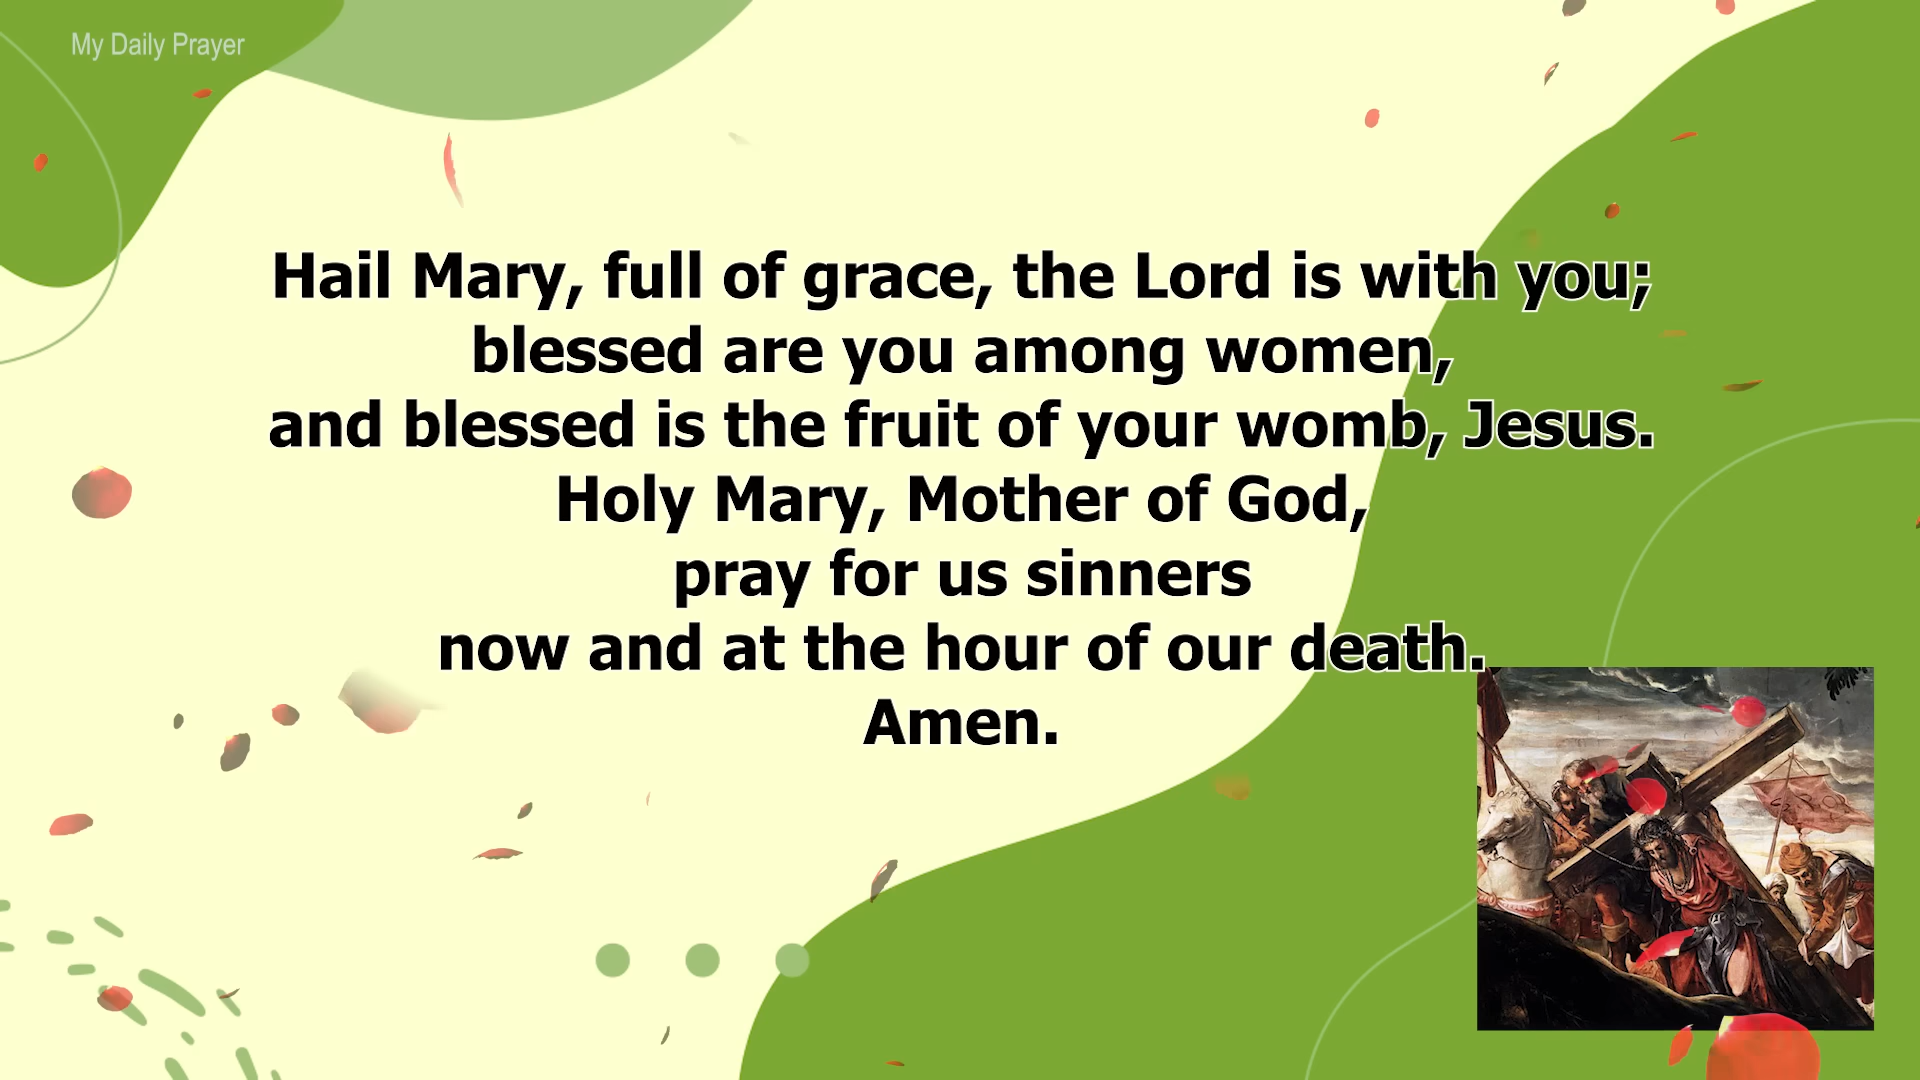 My Daily Prayer
Hail Mary, full of grace, the Lord is with you;
blessed are you among women,
and blessed is the fruit of your womb, Jesus.
Holy Mary, Mother of God,
pray for us sinners
now and at the hour of our death.
Amen.